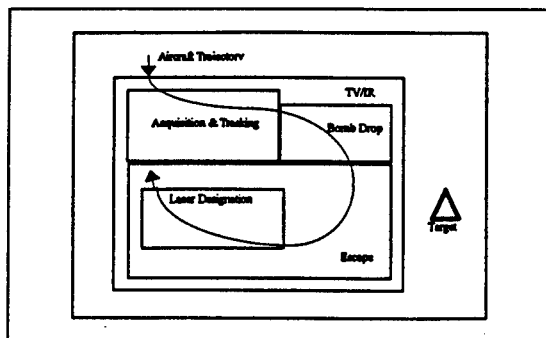 Aircraft Trajectory
TV/IR
Acquisition & Tracking
Bomb Drop
Laser Designation
Target
Escape